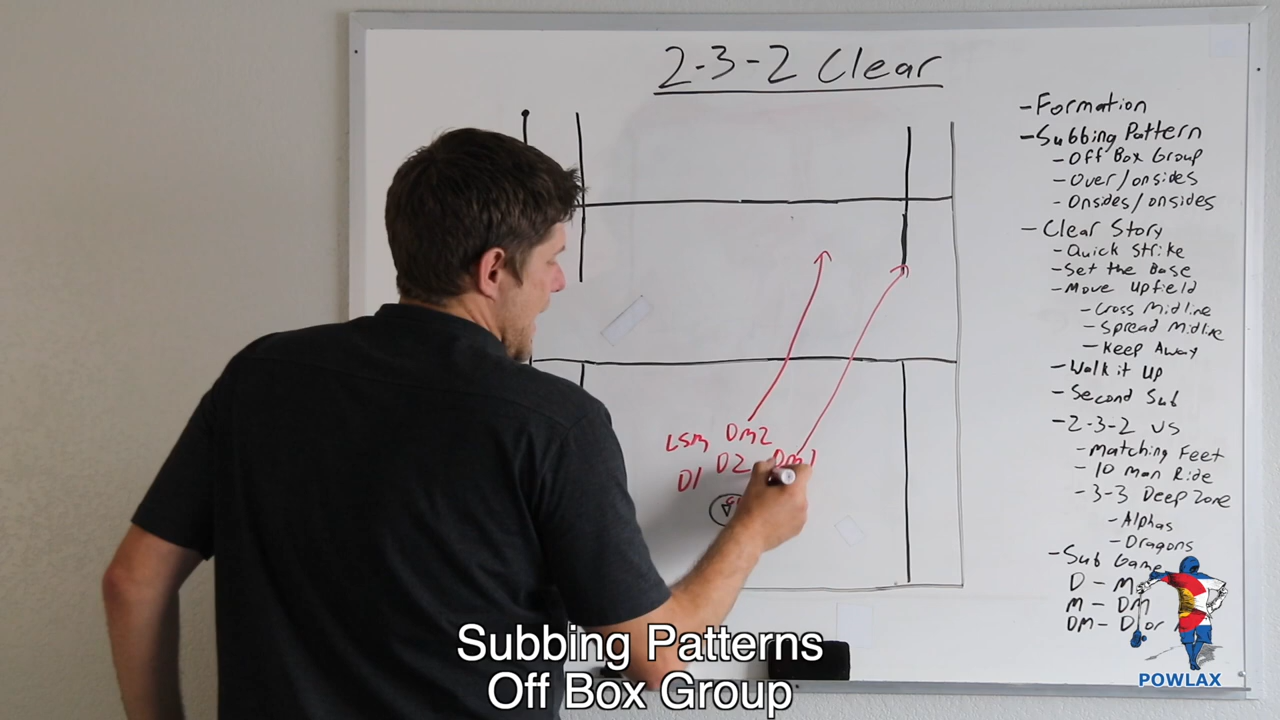 2-3-2 Clear
- Formation
- Subbing Pattern
- Off Box Group
- Over/onsides
- Onsides/onsides
- Clear Story
- Quick Strike
- Set the Base
- Move Upfield
- Cross Midline
- Spread Midline
- Keep Away
- Walk it Up
- Second Sub
- 2-3-2 vs
- Matching Feet
- 10 Man Ride
- 3-3 Deep Zone
- Alphas
- Dragons
- Sub Game
D -
M - DM
DM - or
LSM DM2
D1 D2 DM1
Subbing Patterns
Off Box Group
POWLAX